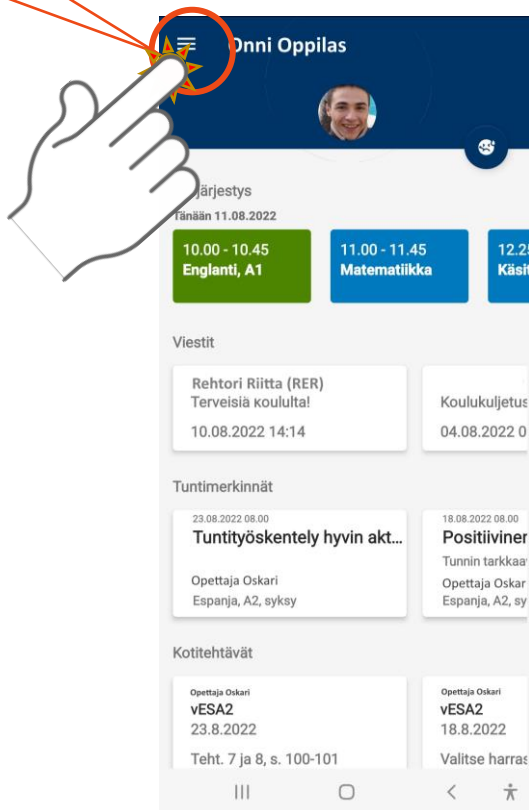 Onni Oppilas
järjestys
Tänään 11.08.2022
10.00 - 10.45
Englanti, A1
11.00 - 11.45
Matematiikka
12.25
Käsit
Viestit
Rehtori Riitta (RER)
Terveisiä koululta!
10.08.2022 14:14
Koulukuljetus
04.08.2022 0
Tuntimerkinnät
23.08.2022 08.00
Tuntityöskentely hyvin akt...
Opettaja Oskari
Espanja, A2, syksy
18.08.2022 08.00
Positiivinen
Tunnin tarkkaa
Opettaja Oskar
Espanja, A2, sy
Kotitehtävät
Opettaja Oskari
vESA2
23.8.2022
Teht. 7 ja 8, s. 100-101
Opettaja Oskari
vESA2
18.8.2022
Valitse harras